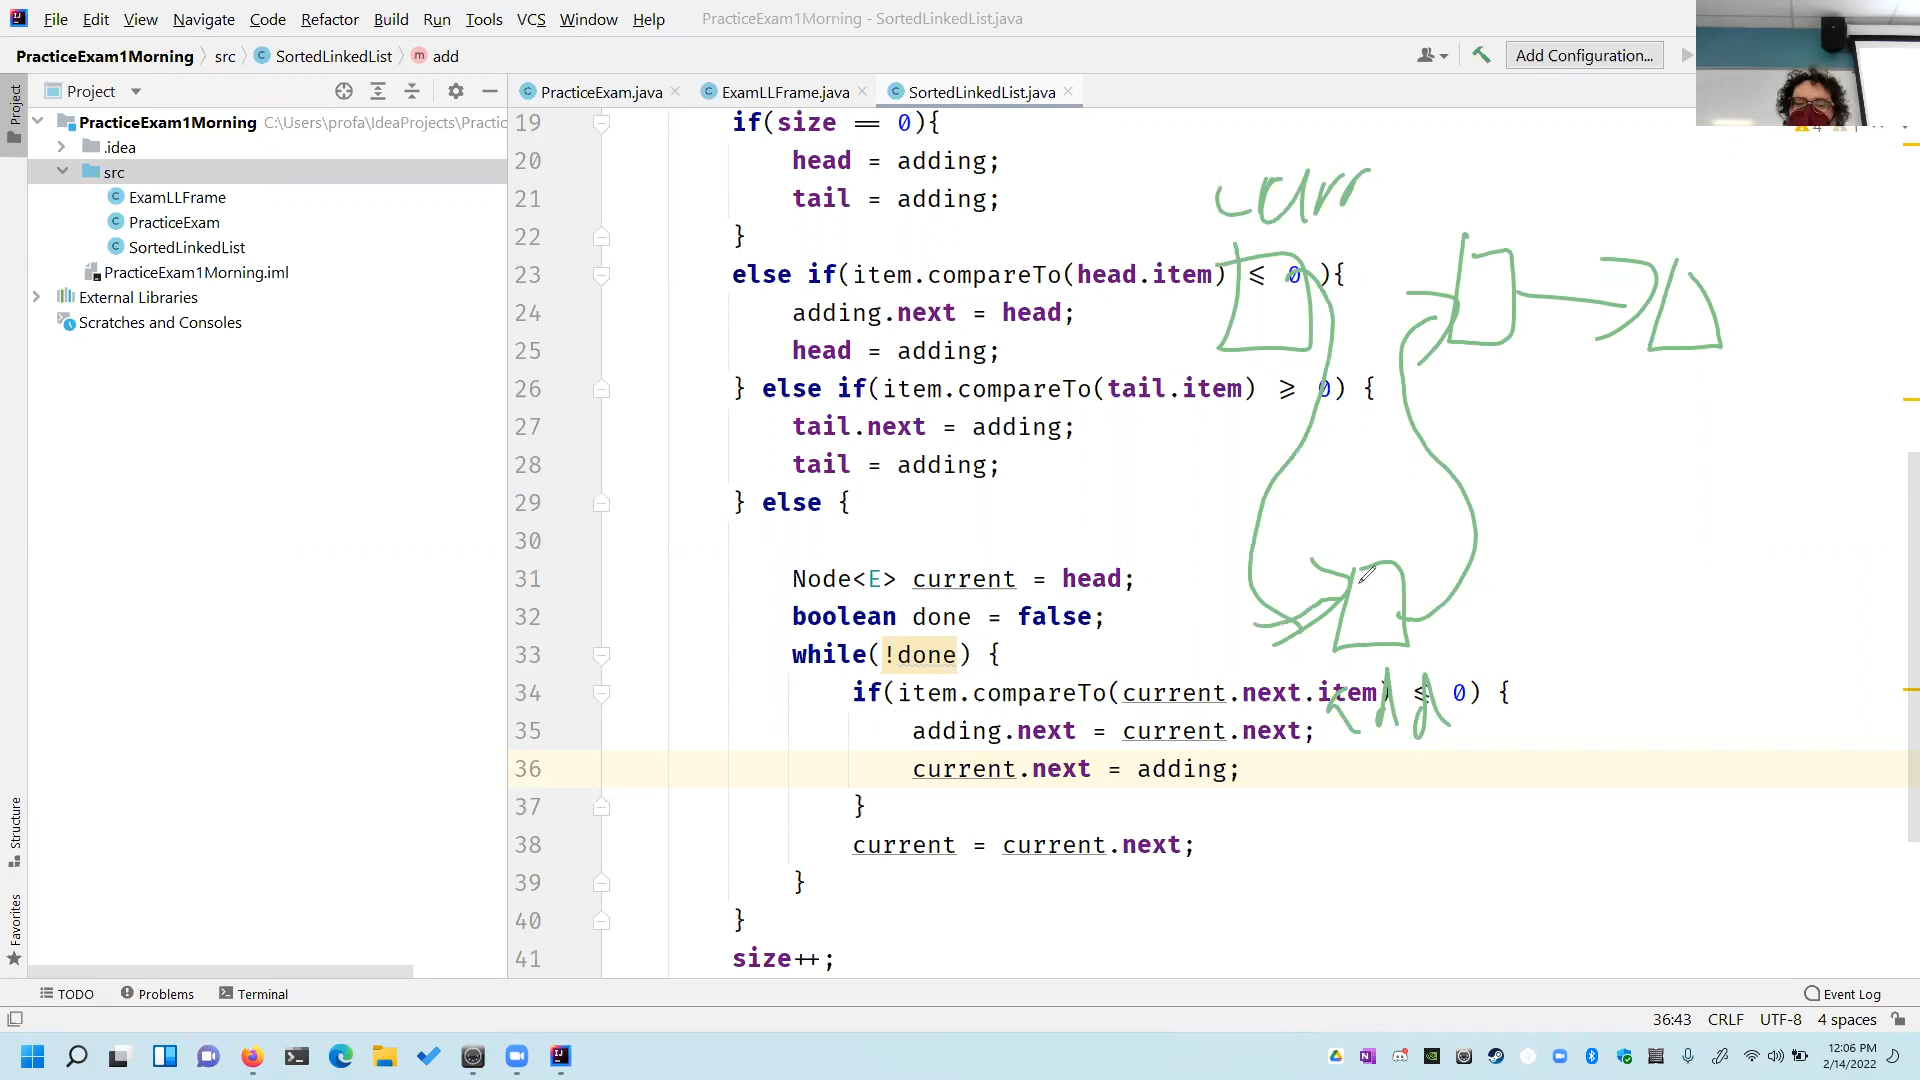 File Edit View Navigate Code Refactor Build Run Tools VCS Window Help PracticeExam1Morning - SortedLinkedList.java
PracticeExam1Morning src SortedLinkedList add Add Configuration...
Project PracticeExam.java ExamLLFrame.java SortedLinkedList.java
Project
PracticeExam1Morning C:\Users\profa\IdeaProjects\Practic
.idea
src
ExamLLFrame
PracticeExam
SortedLinkedList
PracticeExam1Morning.iml
External Libraries
Scratches and Consoles
Structure
Favorites
19 if(size == 0){
20 head = adding;
21 tail = adding;
22 }
23 else if(item.compareTo(head.item) <= 0 ){
24 adding.next = head;
25 head = adding;
26 } else if(item.compareTo(tail.item) >= 0) {
27 tail.next = adding;
28 tail = adding;
29 } else {
30
31 Node<E> current = head;
32 boolean done = false;
33 while(!done) {
34 if(item.compareTo(current.next.item) <= 0) {
35 adding.next = current.next;
36 current.next = adding;
37 }
38 current = current.next;
39 }
40 }
41 size++;
curr
add
TODO Problems Terminal Event Log
36:43 CRLF UTF-8 4 spaces
12:06 PM
2/14/2022